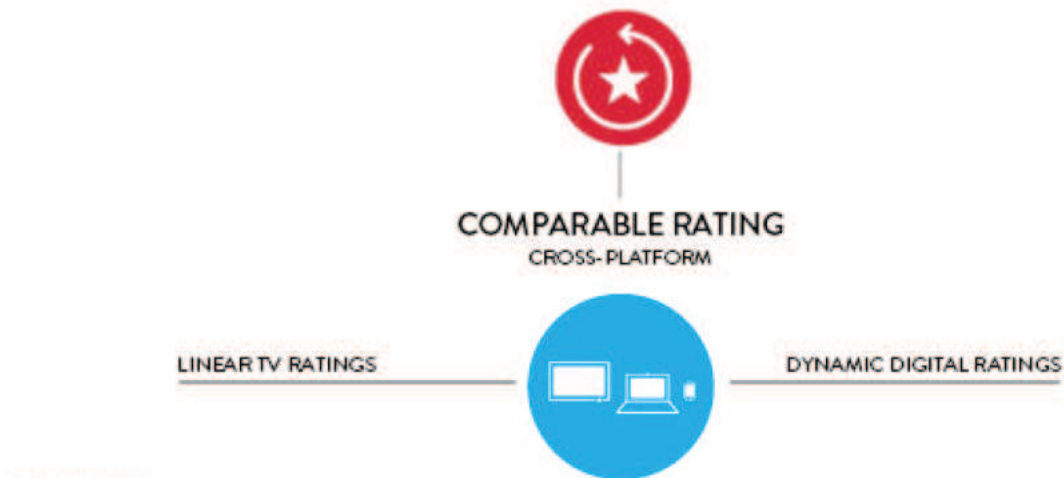 COMPARABLE RATING
CROSS-PLATFORM
LINEAR TV RATINGS
DYNAMIC DIGITAL RATINGS